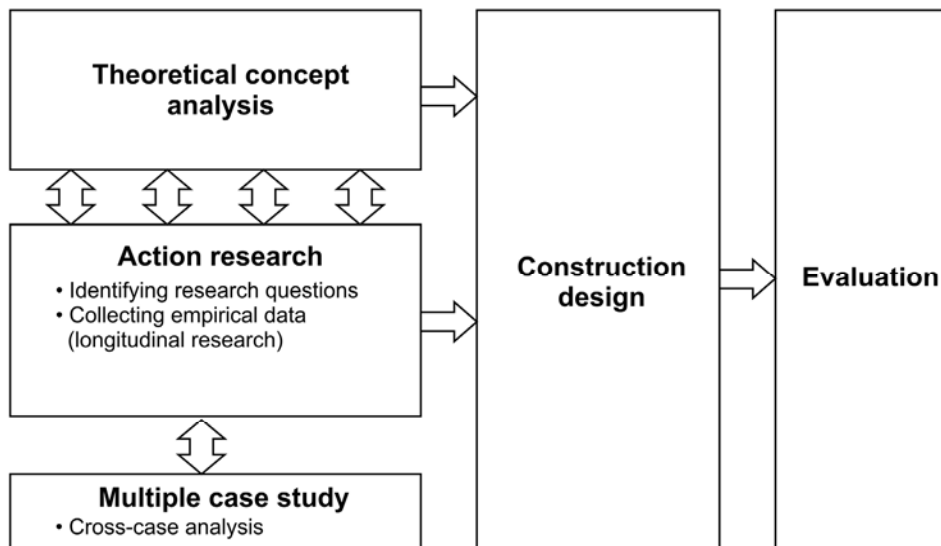 Theoretical concept
analysis
Action research
• Identifying research questions
• Collecting empirical data
(longitudinal research)
Multiple case study
• Cross-case analysis
Construction
design
Evaluation